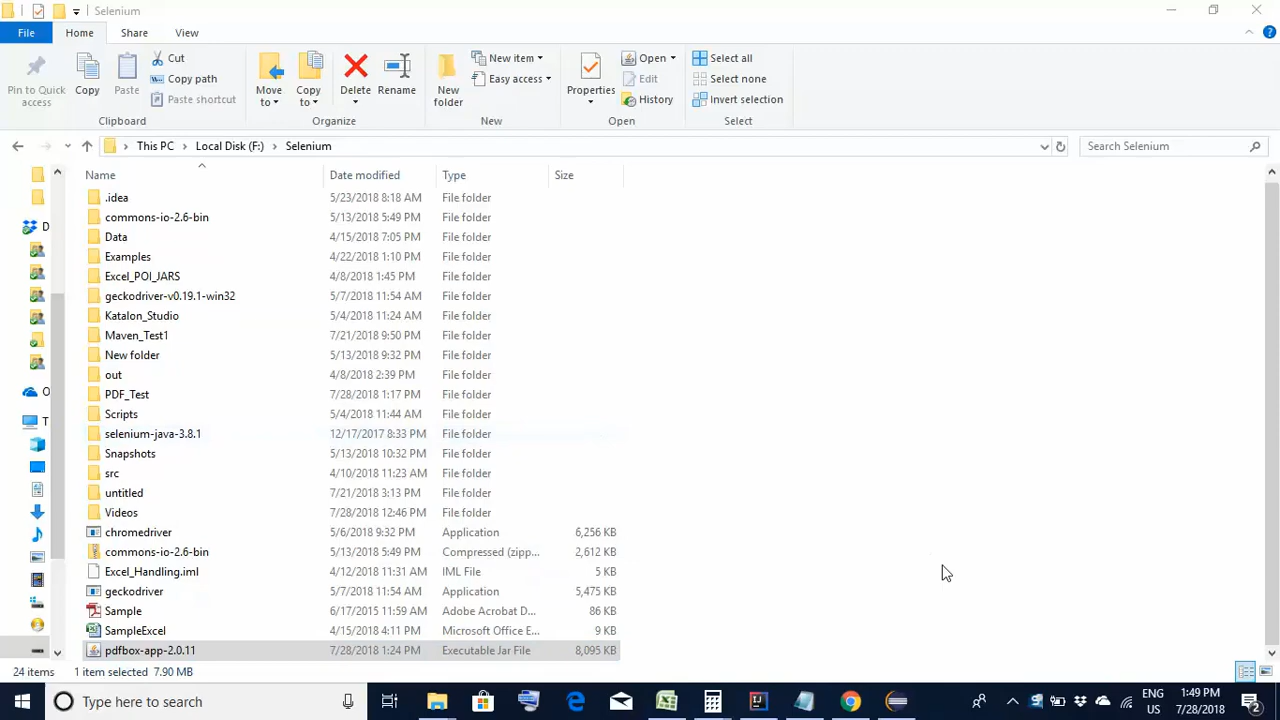 Selenium
File Home Share View
Pin to Quick access
Copy
Paste
Cut
Copy path
Paste shortcut
Clipboard
Move to
Copy to
Delete
Rename
Organize
New folder
New item
Easy access
New
Properties
Open
Edit
History
Open
Select all
Select none
Invert selection
Select
This PC Local Disk (F:) Selenium
Search Selenium
Name Date modified Type Size
.idea 5/23/2018 8:18 AM File folder
commons-io-2.6-bin 5/13/2018 5:49 PM File folder
D
Data 4/15/2018 7:05 PM File folder
Examples 4/22/2018 1:10 PM File folder
Excel_POI_JARS 4/8/2018 1:45 PM File folder
geckodriver-v0.19.1-win32 5/7/2018 11:54 AM File folder
Katalon_Studio 5/4/2018 11:24 AM File folder
Maven_Test1 7/21/2018 9:50 PM File folder
New folder 5/13/2018 9:32 PM File folder
out 4/8/2018 2:39 PM File folder
O
PDF_Test 7/28/2018 1:17 PM File folder
Scripts 5/4/2018 11:44 AM File folder
T
selenium-java-3.8.1 12/17/2017 8:33 PM File folder
Snapshots 5/13/2018 10:32 PM File folder
src 4/10/2018 11:23 AM File folder
untitled 7/21/2018 3:13 PM File folder
Videos 7/28/2018 12:46 PM File folder
chromedriver 5/6/2018 9:32 PM Application 6,256 KB
commons-io-2.6-bin 5/13/2018 5:49 PM Compressed (zipp... 2,612 KB
Excel_Handling.iml 4/12/2018 11:31 AM IML File 5 KB
geckodriver 5/7/2018 11:54 AM Application 5,475 KB
Sample 6/17/2015 11:59 AM Adobe Acrobat D... 86 KB
SampleExcel 4/15/2018 4:11 PM Microsoft Office E... 9 KB
pdfbox-app-2.0.11 7/28/2018 1:24 PM Executable Jar File 8,095 KB
24 items 1 item selected 7.90 MB
Type here to search
ENG
US
1:49 PM
7/28/2018
2